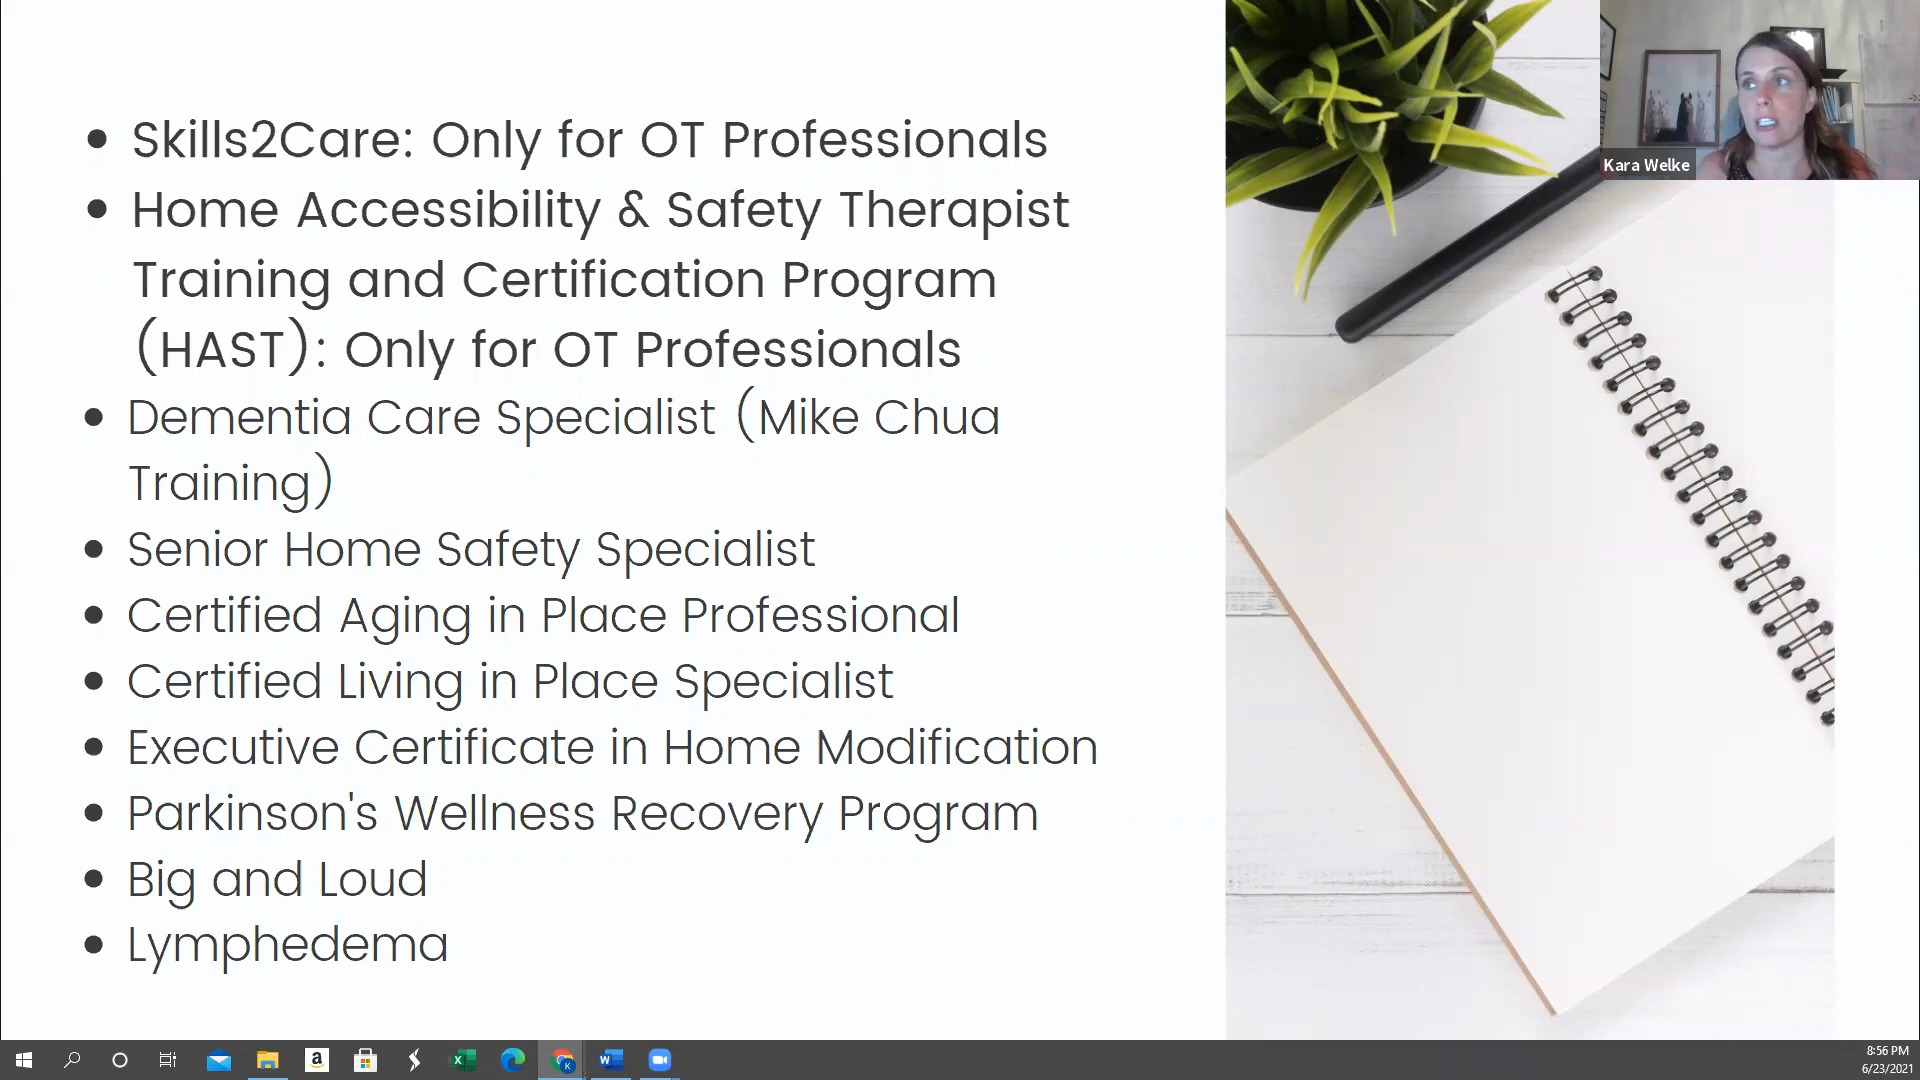 Skills2Care: Only for OT Professionals
Home Accessibility & Safety Therapist
Training and Certification Program
(HAST): Only for OT Professionals
Dementia Care Specialist (Mike Chua
Training)
Senior Home Safety Specialist
Certified Aging in Place Professional
Certified Living in Place Specialist
Executive Certificate in Home Modification
Parkinson's Wellness Recovery Program
Big and Loud
Lymphedema
Kara Welke
8:56 PM
6/23/2021